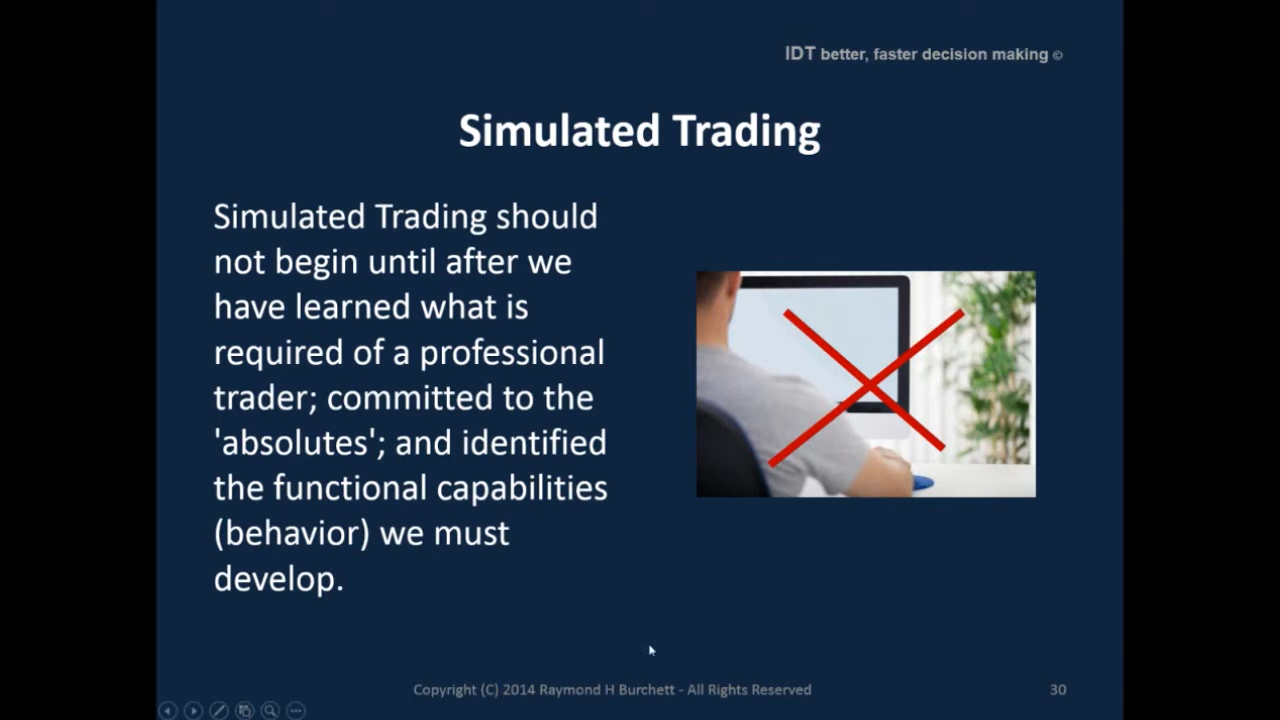 IDT better, faster decision making ©
Simulated Trading
Simulated Trading should
not begin until after we
have learned what is
required of a professional
trader; committed to the
'absolutes'; and identified
the functional capabilities
(behavior) we must
develop.
Copyright (C) 2014 Raymond H Burchett - All Rights Reserved
30